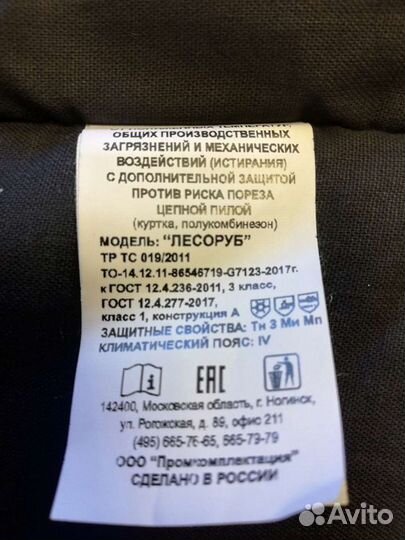 ОБЩИХ ПРОИЗВОДСТВЕННЫХ
ЗАГРЯЗНЕНИЙ И МЕХАНИЧЕСКИХ
ВОЗДЕЙСТВИЙ (ИСТИРАНИЯ)
С ДОПОЛНИТЕЛЬНОЙ ЗАЩИТОЙ
ПРОТИВ РИСКА ПОРЕЗА
ЦЕПНОЙ ПИЛОЙ
(куртка, полукомбинезон)
МОДЕЛЬ: "ЛЕСОРУБ"
ТР ТС 019/2011
ТО-14.12.11-86546719-G7123-2017г.
к ГОСТ 12.4.236-2011, 3 класс,
ГОСТ 12.4.277-2017,
класс 1, конструкция А
ЗАЩИТНЫЕ СВОЙСТВА: Тн З Ми Мп
КЛИМАТИЧЕСКИЙ ПОЯС: IV
EAC
142400, Московская область, г. Ногинск,
ул. Рогожская, д. 89, офис 211
(495) 665-76-65, 665-79-79
ООО "Промкомплектация"
СДЕЛАНО В РОССИИ
Avito